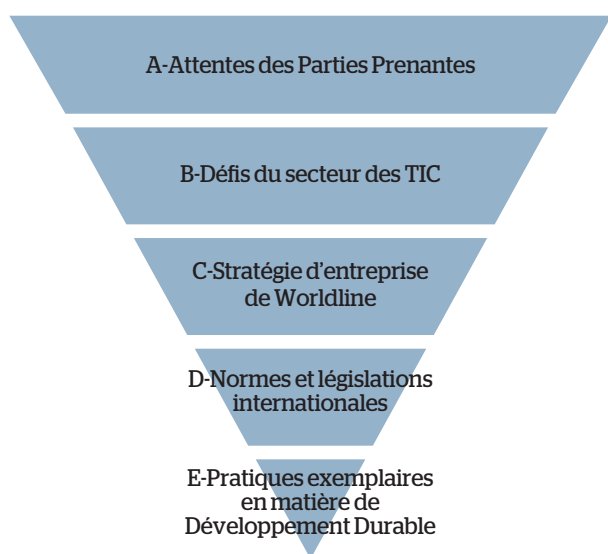 A-Attentes des Parties Prenantes
B-Défis du secteur des TIC
C-Stratégie d’entreprise
de Worldline
D-Normes et législations
internationales
E-Pratiques exemplaires
en matière de
Développement Durable